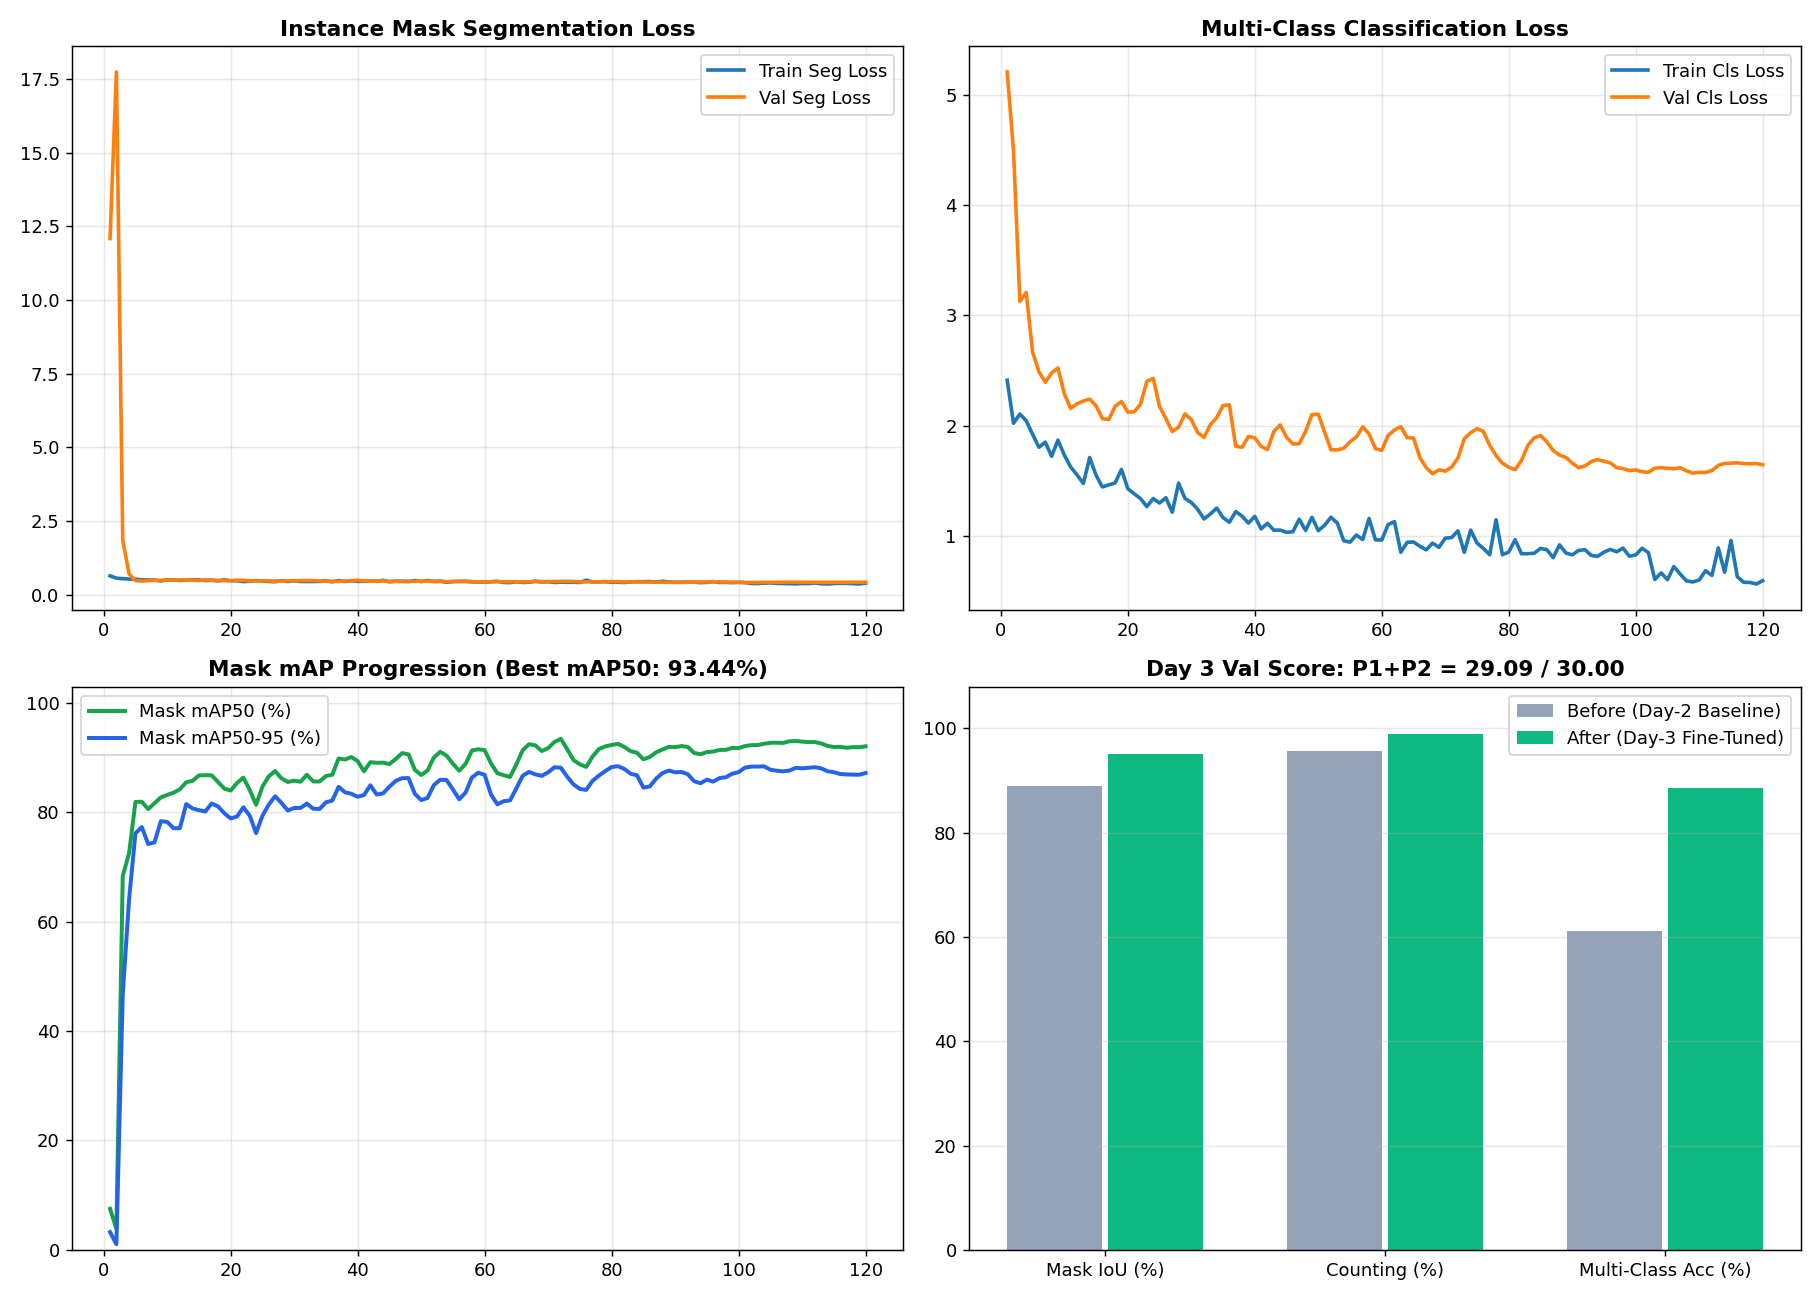 Instance Mask Segmentation Loss
17.5
15.0
12.5
10.0
7.5
5.0
2.5
0.0
Train Seg Loss
Val Seg Loss
0 20 40 60 80 100 120
Multi-Class Classification Loss
5
4
3
2
1
Train Cls Loss
Val Cls Loss
0 20 40 60 80 100 120
Mask mAP Progression (Best mAP50: 93.44%)
100
80
60
40
20
0
Mask mAP50 (%)
Mask mAP50-95 (%)
0 20 40 60 80 100 120
Day 3 Val Score: P1+P2 = 29.09 / 30.00
100
80
60
40
20
0
Before (Day-2 Baseline)
After (Day-3 Fine-Tuned)
Mask IoU (%) Counting (%) Multi-Class Acc (%)